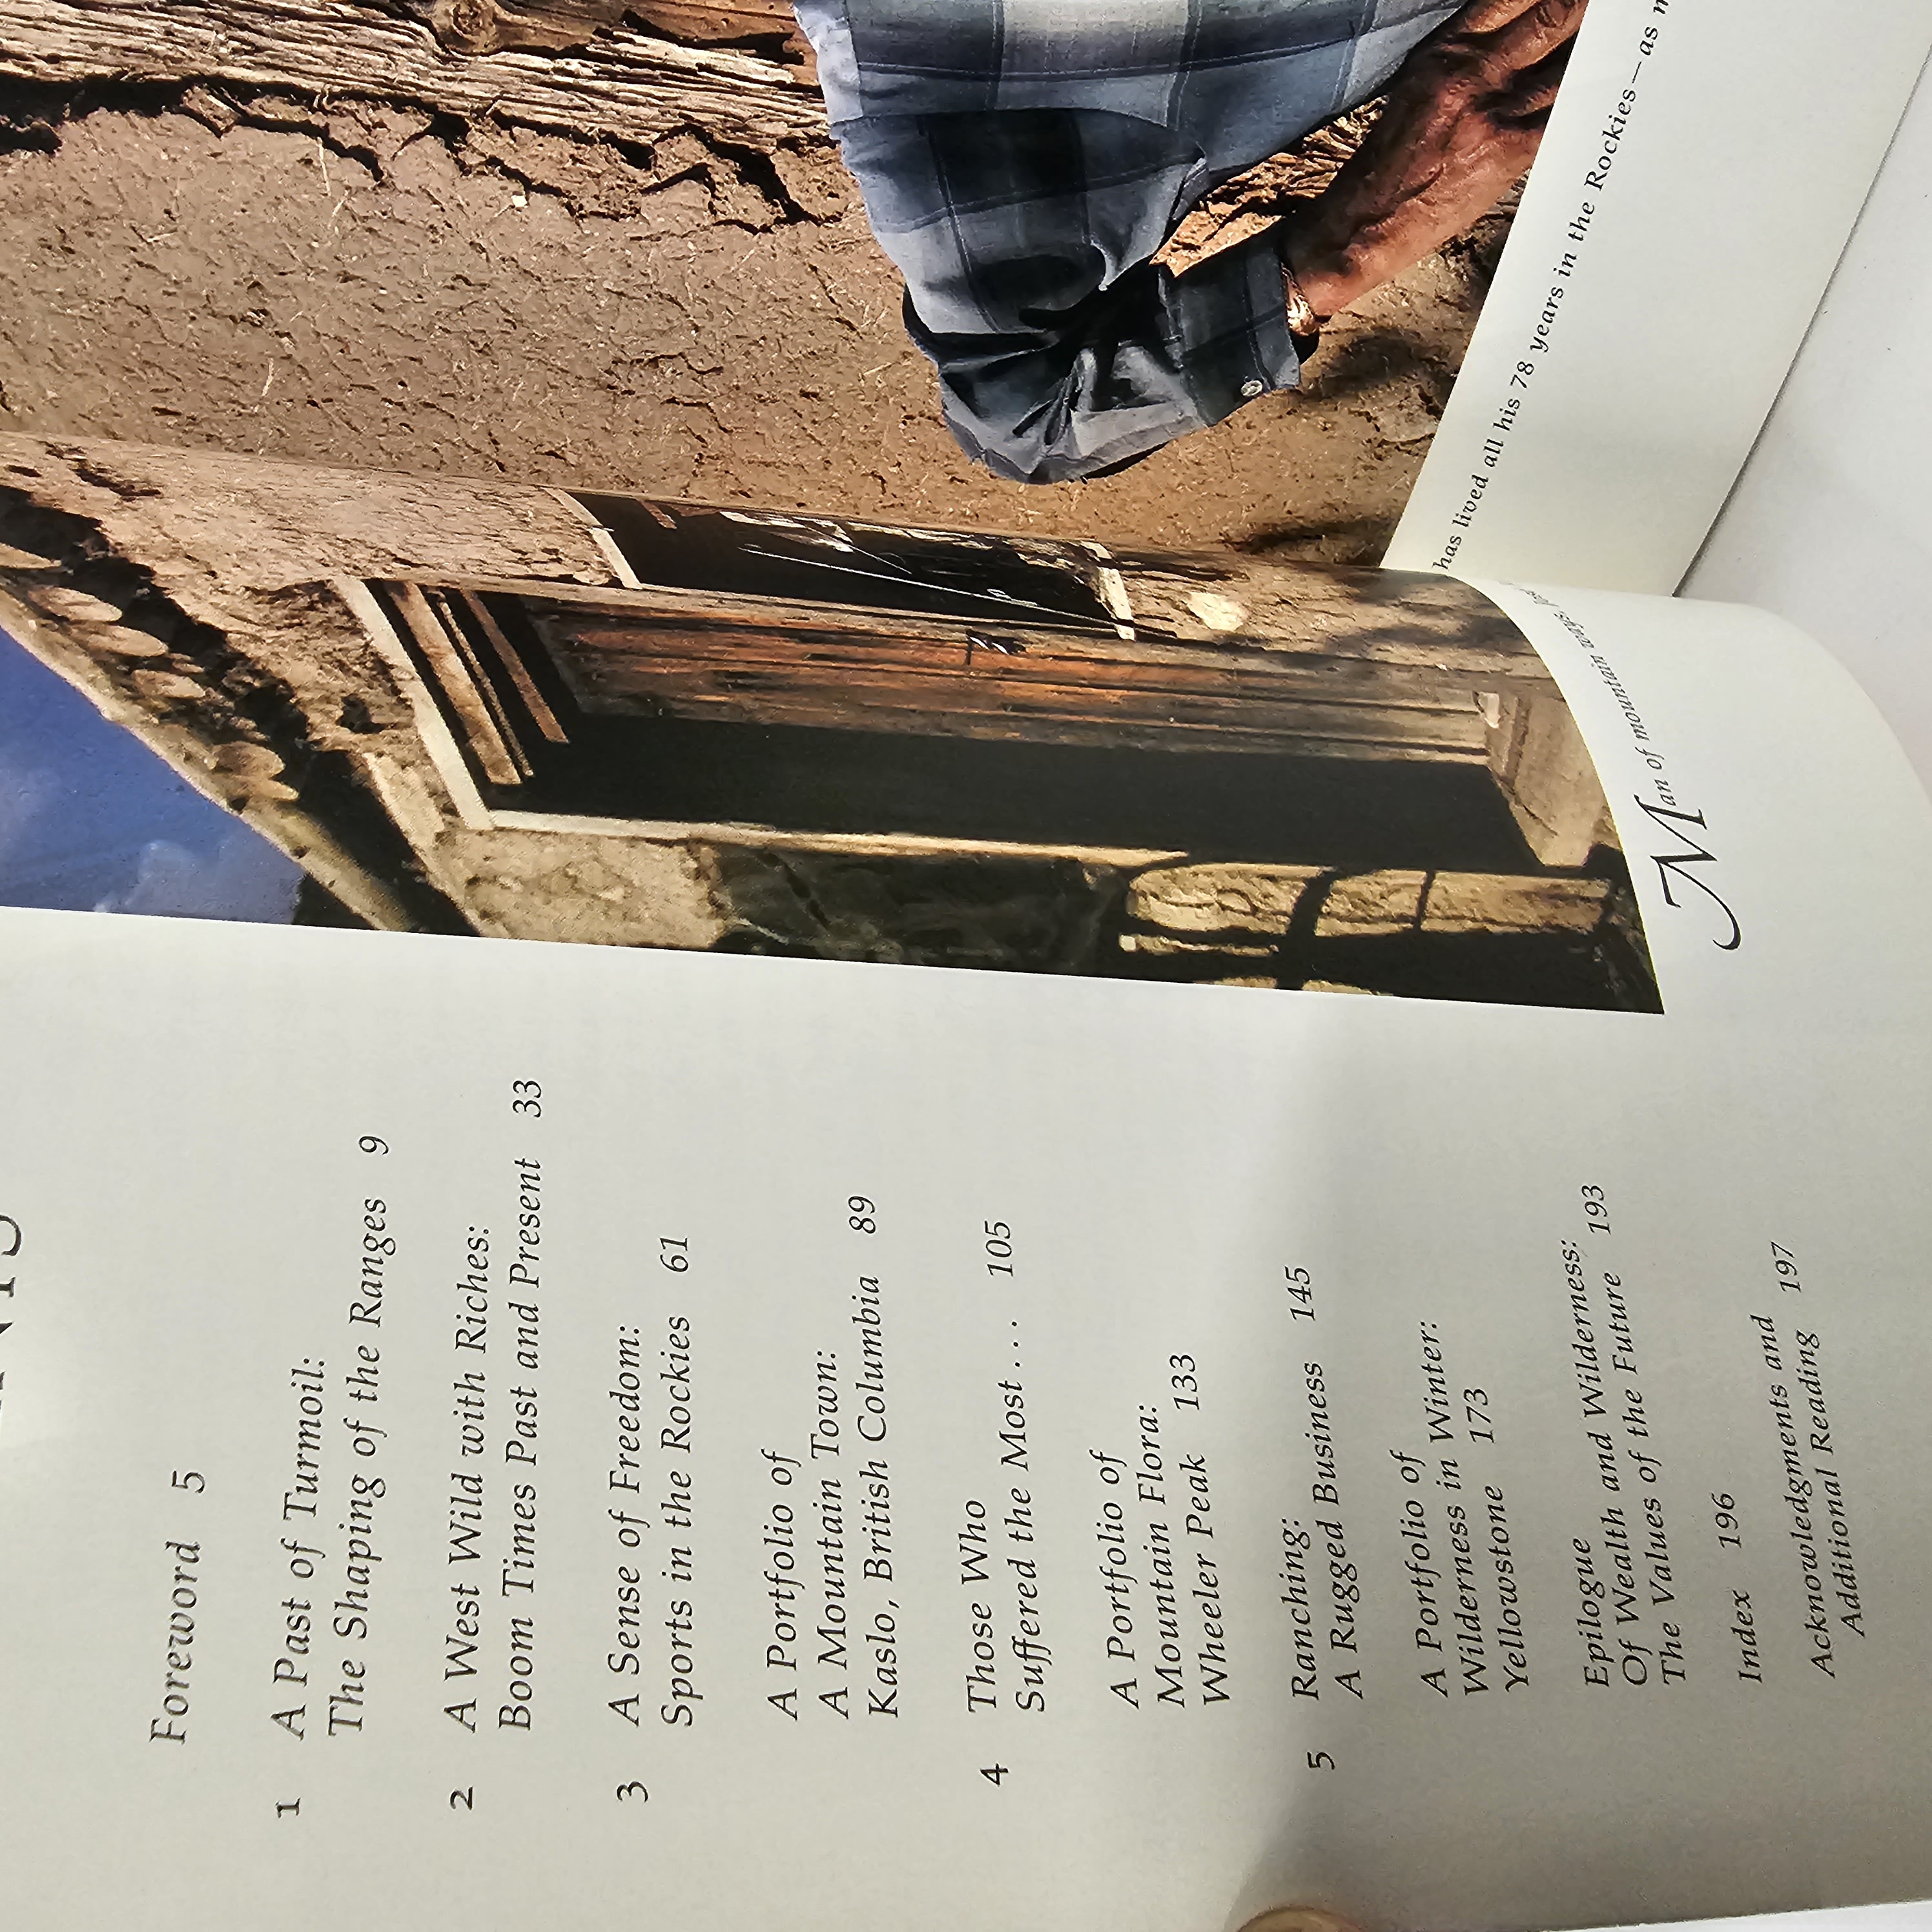 Foreword 5
1 A Past of Turmoil:
The Shaping of the Ranges 9
2 A West Wild with Riches:
Boom Times Past and Present 33
3 A Sense of Freedom:
Sports in the Rockies 61
A Portfolio of
A Mountain Town:
Kaslo, British Columbia 89
4 Those Who
Suffered the Most . . . 105
A Portfolio of
Mountain Flora:
Wheeler Peak 133
5 Ranching:
A Rugged Business 145
A Portfolio of
Wilderness in Winter:
Yellowstone 173
Epilogue
Of Wealth and Wilderness:
The Values of the Future 193
Index 196
Acknowledgments and
Additional Reading 197
Man of mountain ways,
has lived all his 78 years in the Rockies—as